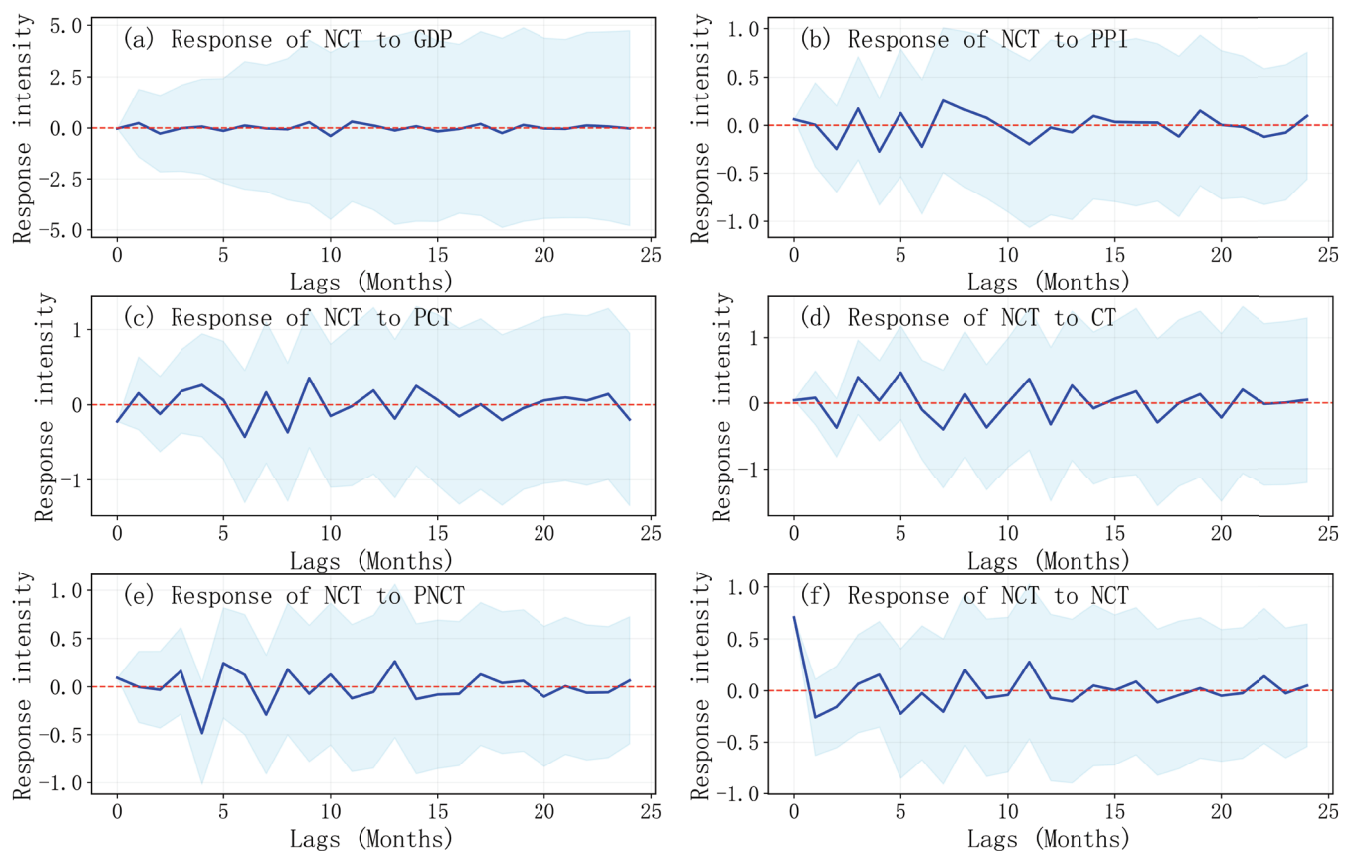 (a) Response of NCT to GDP
Response intensity
5.0
2.5
0.0
−2.5
−5.0
0 5 10 15 20 25
Lags (Months)
(b) Response of NCT to PPI
Response intensity
1.0
0.5
0.0
−0.5
−1.0
0 5 10 15 20 25
Lags (Months)
(c) Response of NCT to PCT
Response intensity
1
0
−1
0 5 10 15 20 25
Lags (Months)
(d) Response of NCT to CT
Response intensity
1
0
−1
0 5 10 15 20 25
Lags (Months)
(e) Response of NCT to PNCT
Response intensity
1.0
0.5
0.0
−0.5
−1.0
0 5 10 15 20 25
Lags (Months)
(f) Response of NCT to NCT
Response intensity
1.0
0.5
0.0
−0.5
−1.0
0 5 10 15 20 25
Lags (Months)